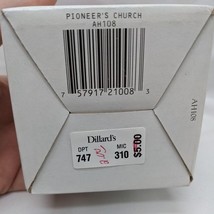 PIONEER'S CHURCH
AH108
7 57917 21008 3
AH108
Dillard's
DPT MIC
747 310
$5.00